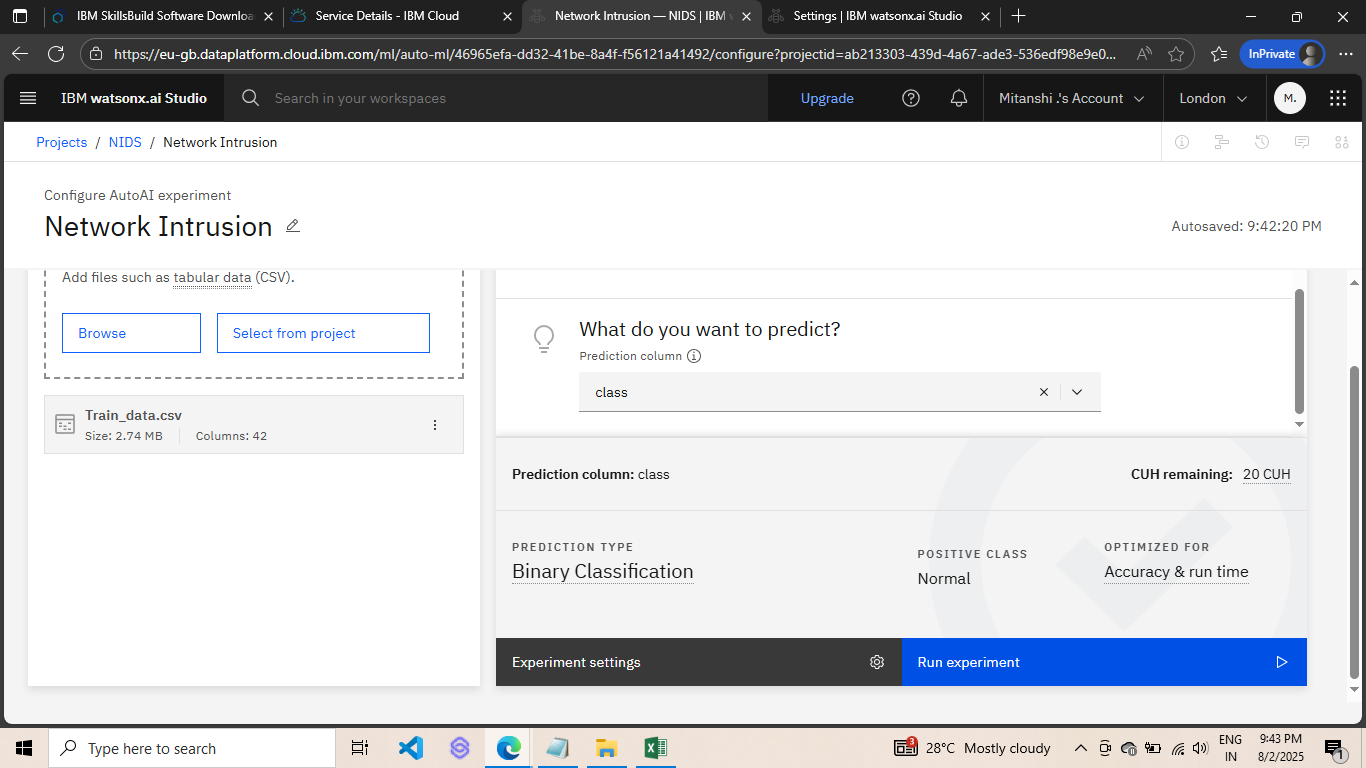 IBM SkillsBuild Software Downloa
Service Details - IBM Cloud
Network Intrusion — NIDS | IBM w
Settings | IBM watsonx.ai Studio
https://eu-gb.dataplatform.cloud.ibm.com/ml/auto-ml/46965efa-dd32-41be-8a4f-f56121a41492/configure?projectid=ab213303-439d-4a67-ade3-536edf98e9e0...
InPrivate
IBM watsonx.ai Studio
Search in your workspaces
Upgrade
Mitanshi .'s Account
London
M.
Projects / NIDS / Network Intrusion
Configure AutoAI experiment
Network Intrusion
Autosaved: 9:42:20 PM
Add files such as tabular data (CSV).
Browse
Select from project
Train_data.csv
Size: 2.74 MB
Columns: 42
What do you want to predict?
Prediction column
class
Prediction column: class
CUH remaining: 20 CUH
PREDICTION TYPE
Binary Classification
POSITIVE CLASS
Normal
OPTIMIZED FOR
Accuracy & run time
Experiment settings
Run experiment
Type here to search
3
28°C Mostly cloudy
ENG
IN
9:43 PM
8/2/2025
1